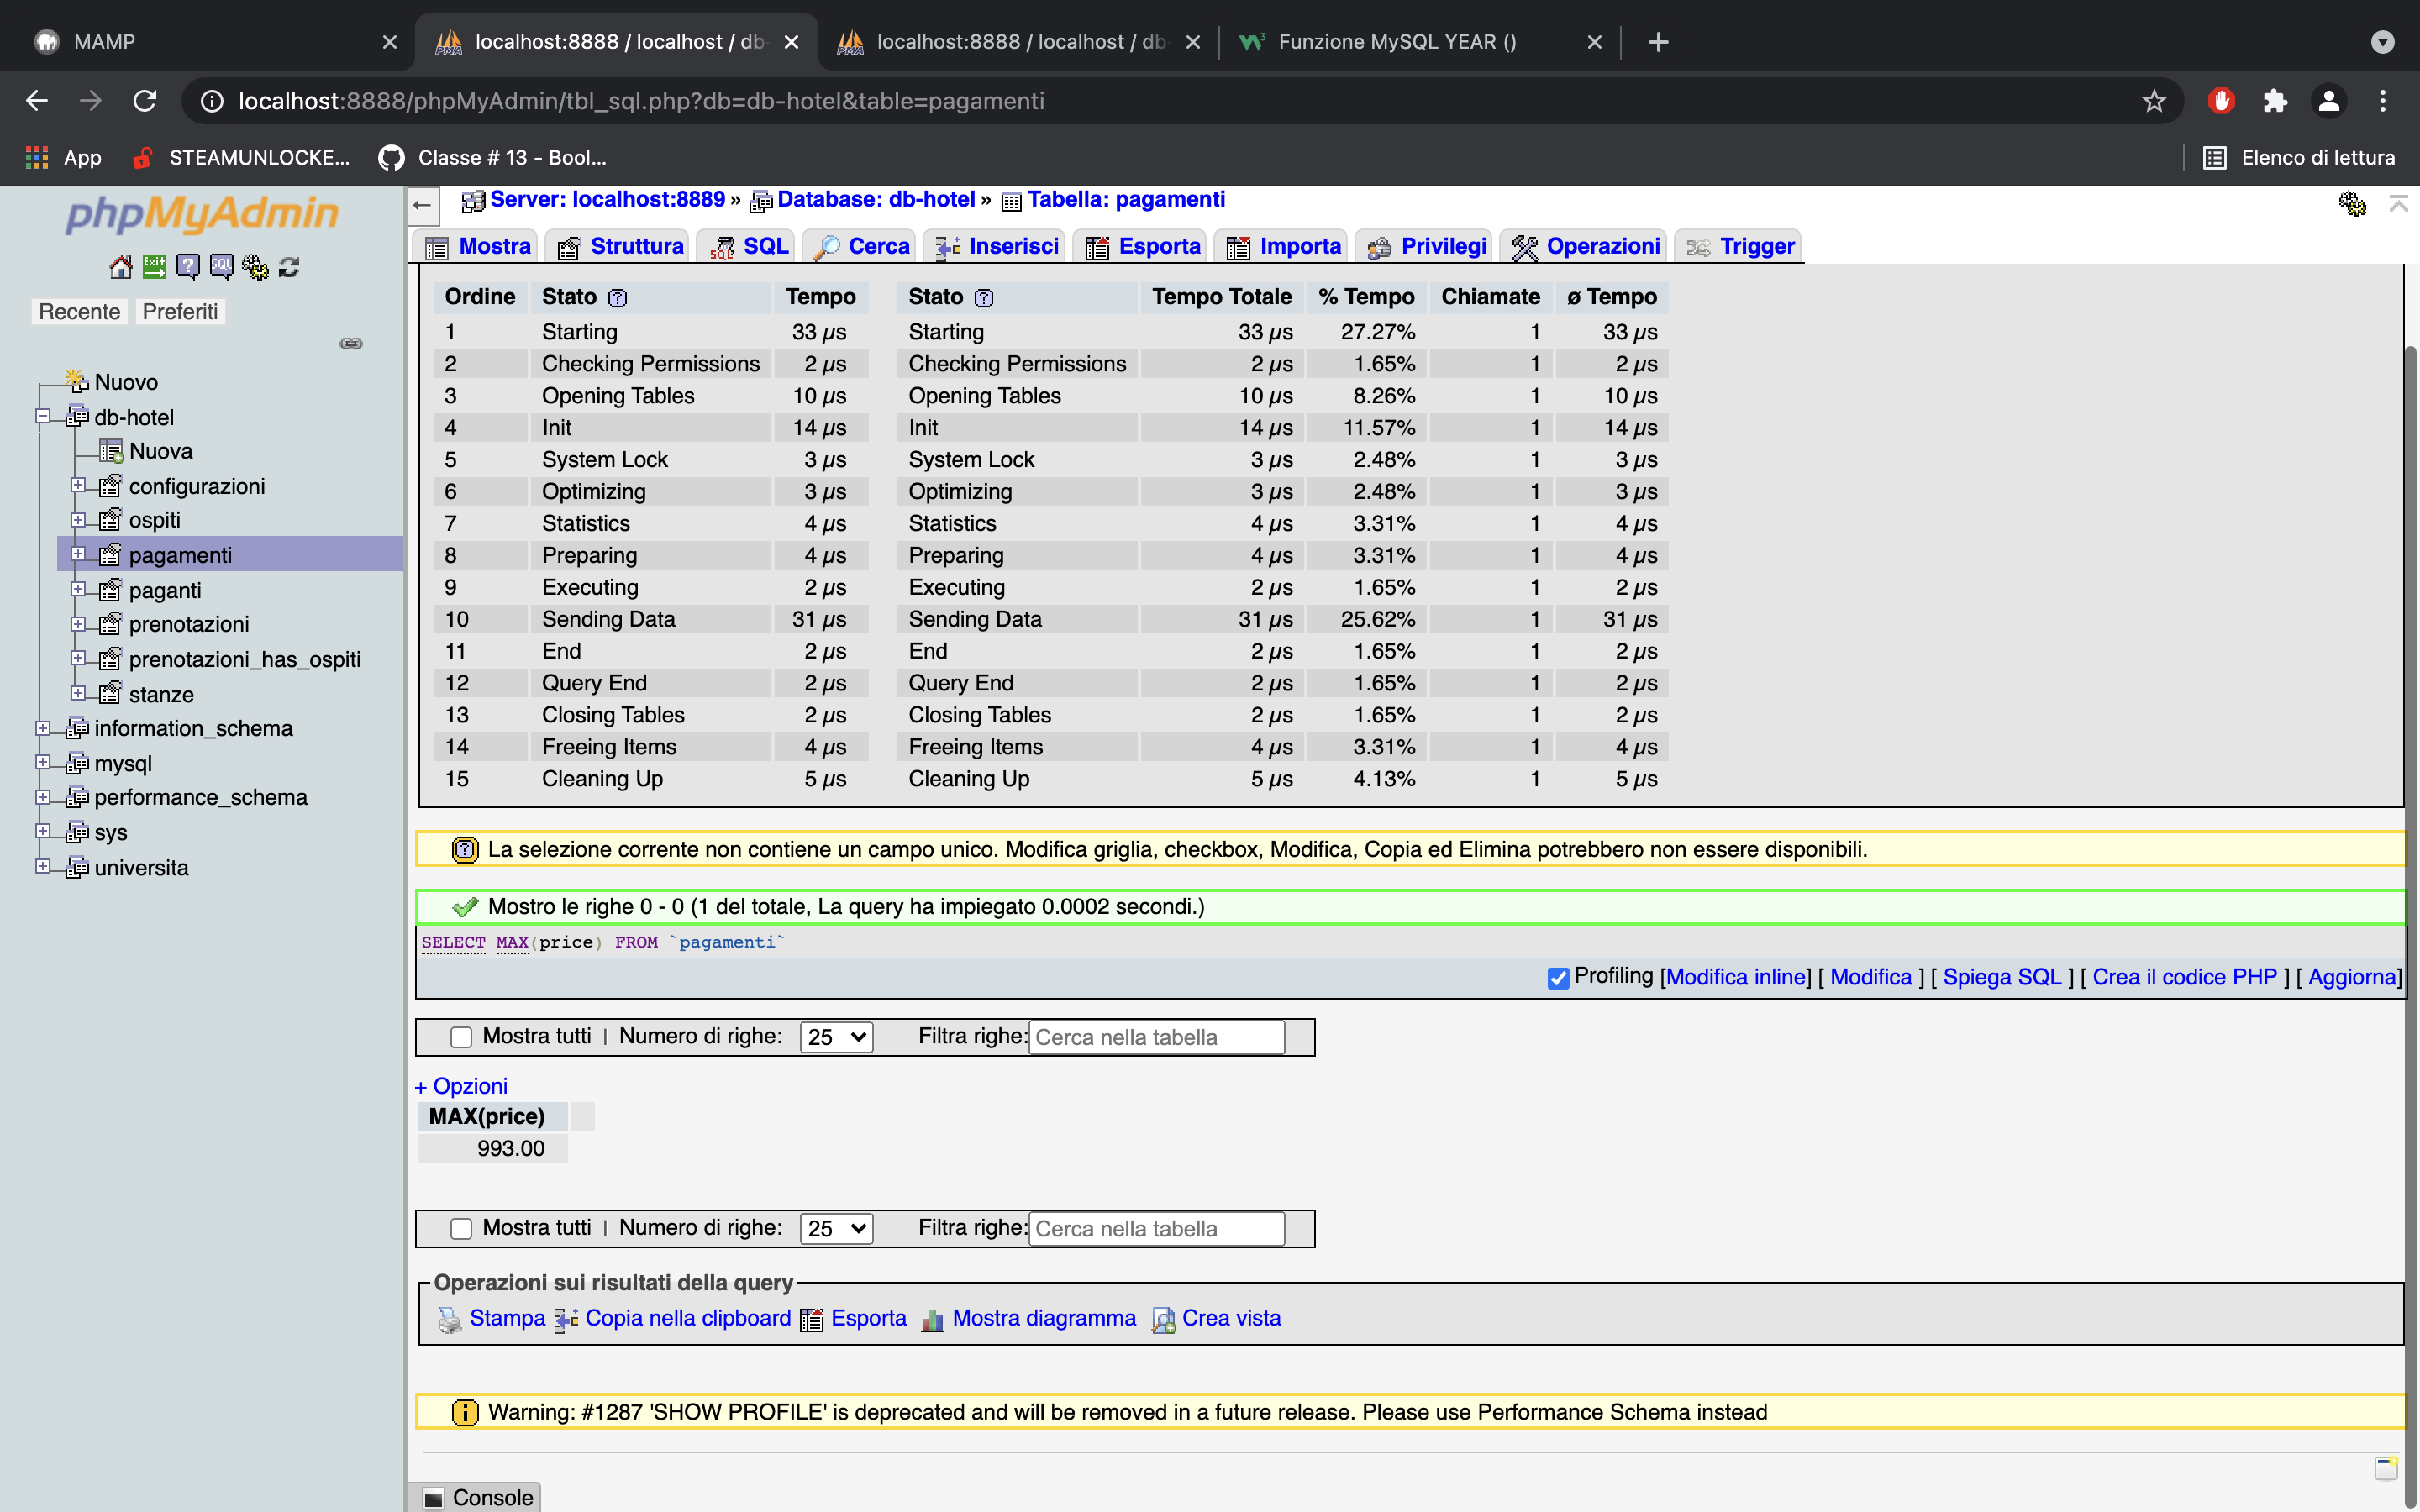 MAMP
localhost:8888 / localhost / db-
localhost:8888 / localhost / db-
Funzione MySQL YEAR ()
localhost:8888/phpMyAdmin/tbl_sql.php?db=db-hotel&table=pagamenti
App
STEAMUNLOCKE...
Classe # 13 - Bool...
Elenco di lettura
phpMyAdmin
Recente
Preferiti
Nuovo
db-hotel
Nuova
configurazioni
ospiti
pagamenti
paganti
prenotazioni
prenotazioni_has_ospiti
stanze
information_schema
mysql
performance_schema
sys
universita
Server: localhost:8889 » Database: db-hotel » Tabella: pagamenti
Mostra Struttura SQL Cerca Inserisci Esporta Importa Privilegi Operazioni Trigger
Ordine Stato Tempo Stato Tempo Totale % Tempo Chiamate ø Tempo
1 Starting 33 µs Starting 33 µs 27.27% 1 33 µs
2 Checking Permissions 2 µs Checking Permissions 2 µs 1.65% 1 2 µs
3 Opening Tables 10 µs Opening Tables 10 µs 8.26% 1 10 µs
4 Init 14 µs Init 14 µs 11.57% 1 14 µs
5 System Lock 3 µs System Lock 3 µs 2.48% 1 3 µs
6 Optimizing 3 µs Optimizing 3 µs 2.48% 1 3 µs
7 Statistics 4 µs Statistics 4 µs 3.31% 1 4 µs
8 Preparing 4 µs Preparing 4 µs 3.31% 1 4 µs
9 Executing 2 µs Executing 2 µs 1.65% 1 2 µs
10 Sending Data 31 µs Sending Data 31 µs 25.62% 1 31 µs
11 End 2 µs End 2 µs 1.65% 1 2 µs
12 Query End 2 µs Query End 2 µs 1.65% 1 2 µs
13 Closing Tables 2 µs Closing Tables 2 µs 1.65% 1 2 µs
14 Freeing Items 4 µs Freeing Items 4 µs 3.31% 1 4 µs
15 Cleaning Up 5 µs Cleaning Up 5 µs 4.13% 1 5 µs
La selezione corrente non contiene un campo unico. Modifica griglia, checkbox, Modifica, Copia ed Elimina potrebbero non essere disponibili.
Mostro le righe 0 - 0 (1 del totale, La query ha impiegato 0.0002 secondi.)
SELECT MAX(price) FROM `pagamenti`
Profiling [Modifica inline] [ Modifica ] [ Spiega SQL ] [ Crea il codice PHP ] [ Aggiorna]
Mostra tutti | Numero di righe: 25 Filtra righe: Cerca nella tabella
+ Opzioni
MAX(price)
993.00
Mostra tutti | Numero di righe: 25 Filtra righe: Cerca nella tabella
Operazioni sui risultati della query
Stampa Copia nella clipboard Esporta Mostra diagramma Crea vista
Warning: #1287 'SHOW PROFILE' is deprecated and will be removed in a future release. Please use Performance Schema instead
Console